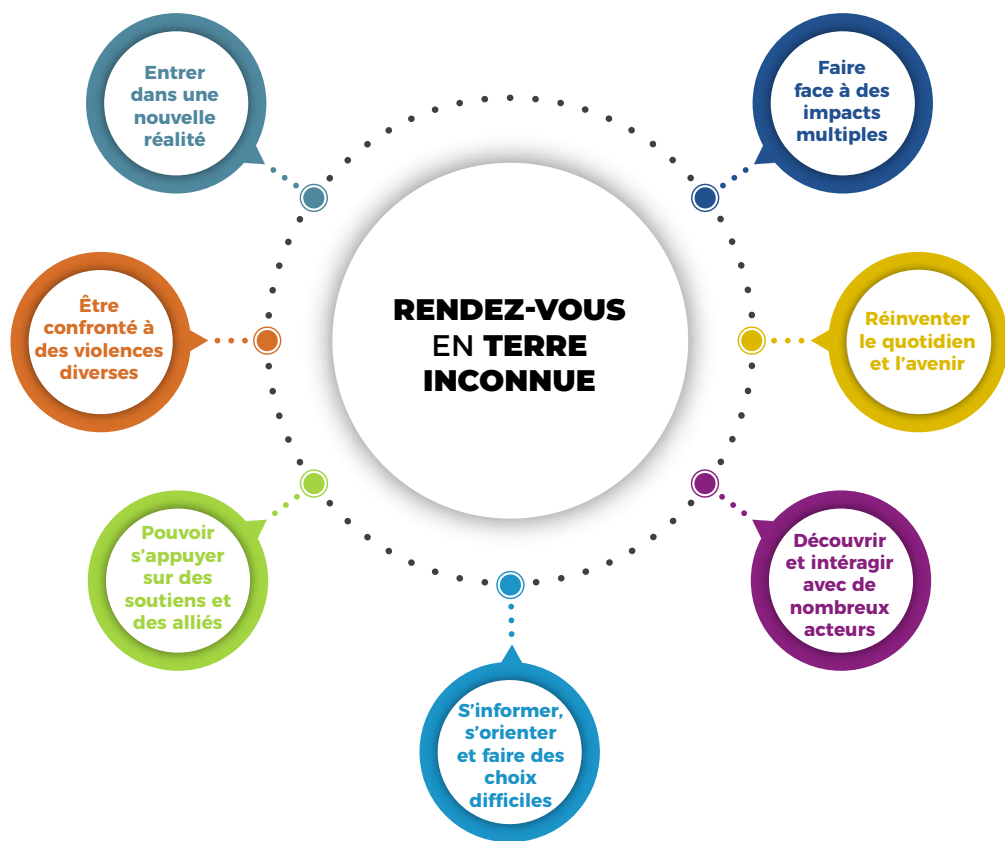 Entrer
dans une
nouvelle
réalité
Faire
face à des
impacts
multiples
RENDEZ-VOUS
EN TERRE
INCONNUE
Être
confronté à
des violences
diverses
Réinventer
le quotidien
et l’avenir
Pouvoir
s’appuyer
sur des
soutiens et
des alliés
Découvrir
et intéragir
avec de
nombreux
acteurs
S’informer,
s’orienter
et faire des
choix
difficiles